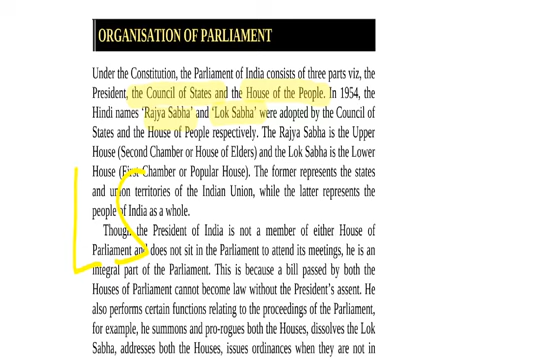 ORGANISATION OF PARLIAMENT
Under the Constitution, the Parliament of India consists of three parts viz, the
President, the Council of States and the House of the People. In 1954, the
Hindi names ‘Rajya Sabha’ and ‘Lok Sabha’ were adopted by the Council of
States and the House of People respectively. The Rajya Sabha is the Upper
House (Second Chamber or House of Elders) and the Lok Sabha is the Lower
House (First Chamber or Popular House). The former represents the states
and union territories of the Indian Union, while the latter represents the
people of India as a whole.
Though the President of India is not a member of either House of
Parliament and does not sit in the Parliament to attend its meetings, he is an
integral part of the Parliament. This is because a bill passed by both the
Houses of Parliament cannot become law without the President’s assent. He
also performs certain functions relating to the proceedings of the Parliament,
for example, he summons and pro-rogues both the Houses, dissolves the Lok
Sabha, addresses both the Houses, issues ordinances when they are not in
LS